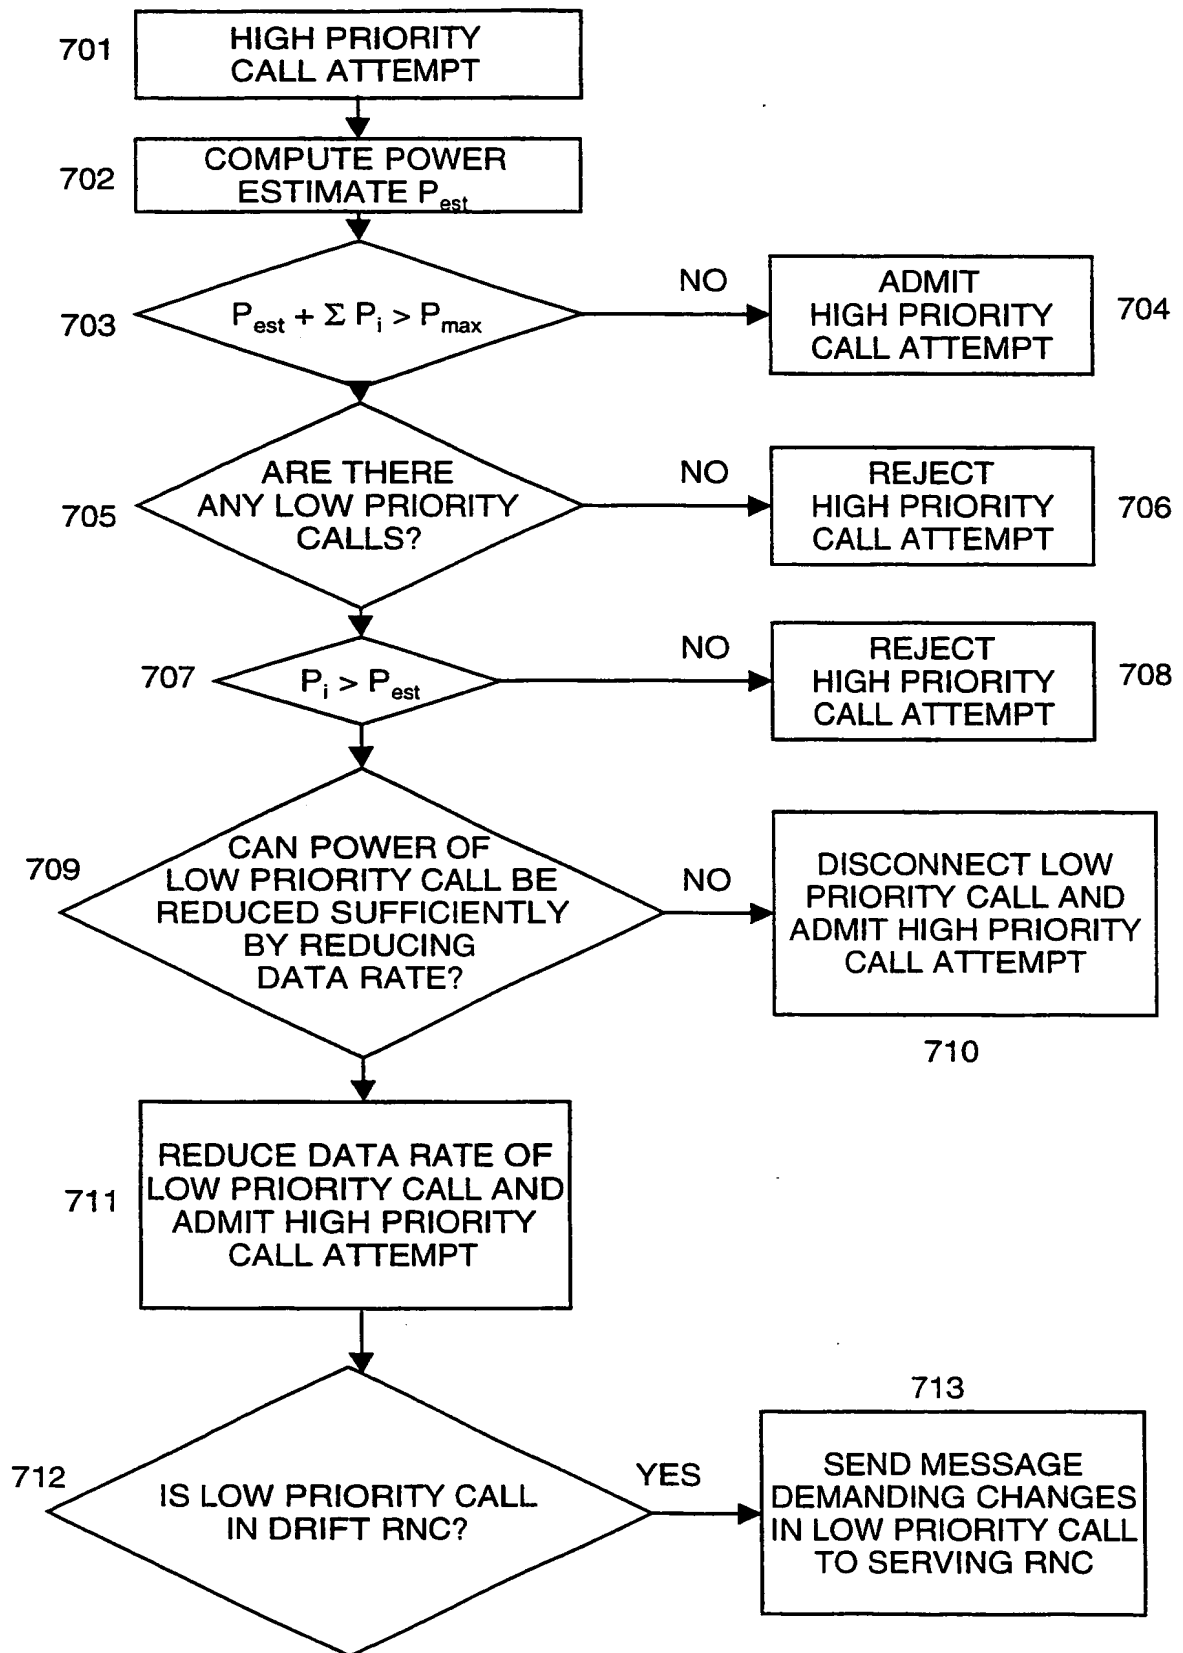 701
HIGH PRIORITY
CALL ATTEMPT
702
COMPUTE POWER
ESTIMATE Pest
703
Pest + Σ Pi > Pmax
NO
ADMIT
HIGH PRIORITY
CALL ATTEMPT
704
705
ARE THERE
ANY LOW PRIORITY
CALLS?
NO
REJECT
HIGH PRIORITY
CALL ATTEMPT
706
707
Pi > Pest
NO
REJECT
HIGH PRIORITY
CALL ATTEMPT
708
709
CAN POWER OF
LOW PRIORITY CALL BE
REDUCED SUFFICIENTLY
BY REDUCING
DATA RATE?
NO
DISCONNECT LOW
PRIORITY CALL AND
ADMIT HIGH PRIORITY
CALL ATTEMPT
710
711
REDUCE DATA RATE OF
LOW PRIORITY CALL AND
ADMIT HIGH PRIORITY
CALL ATTEMPT
712
IS LOW PRIORITY CALL
IN DRIFT RNC?
YES
713
SEND MESSAGE
DEMANDING CHANGES
IN LOW PRIORITY CALL
TO SERVING RNC